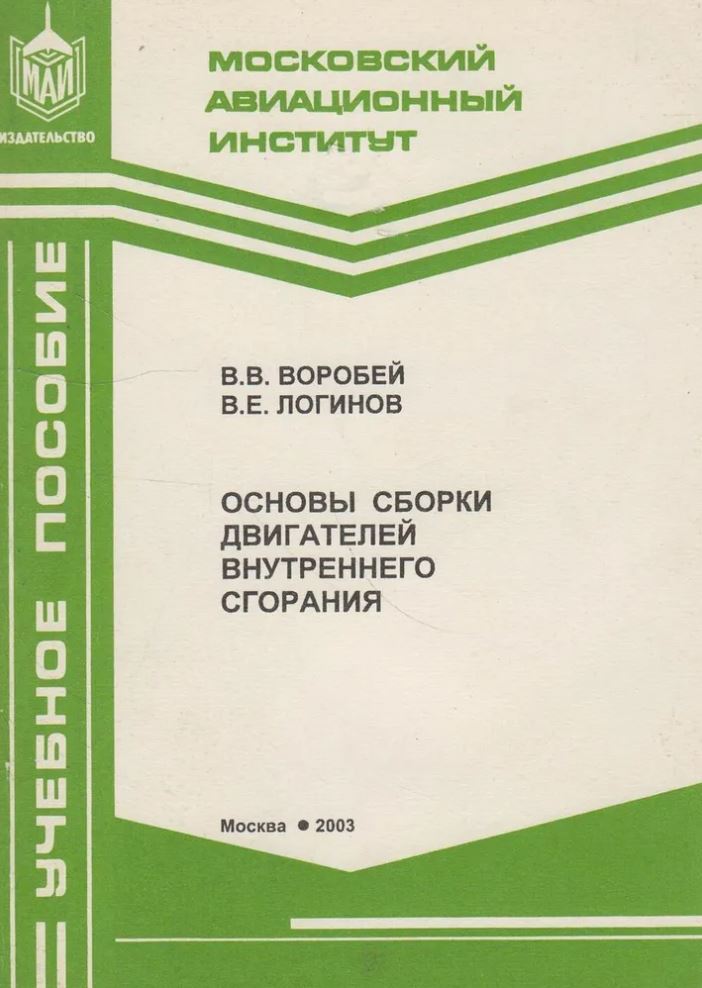 МАИ
ИЗДАТЕЛЬСТВО
МОСКОВСКИЙ
АВИАЦИОННЫЙ
ИНСТИТУТ
УЧЕБНОЕ ПОСОБИЕ
В.В. ВОРОБЕЙ
В.Е. ЛОГИНОВ
ОСНОВЫ СБОРКИ
ДВИГАТЕЛЕЙ
ВНУТРЕННЕГО
СГОРАНИЯ
Москва ● 2003